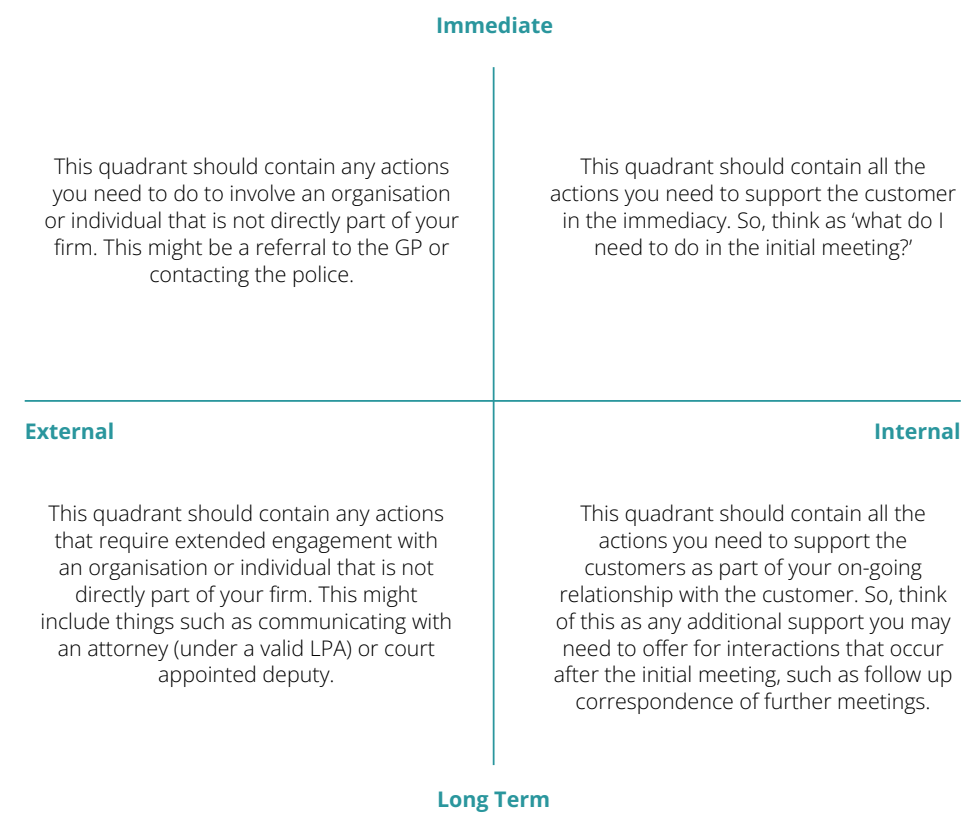 Immediate
This quadrant should contain any actions
you need to do to involve an organisation
or individual that is not directly part of your
firm. This might be a referral to the GP or
contacting the police.
This quadrant should contain all the
actions you need to support the customer
in the immediacy. So, think as ‘what do I
need to do in the initial meeting?’
External
Internal
This quadrant should contain any actions
that require extended engagement with
an organisation or individual that is not
directly part of your firm. This might
include things such as communicating with
an attorney (under a valid LPA) or court
appointed deputy.
This quadrant should contain all the
actions you need to support the
customers as part of your on-going
relationship with the customer. So, think
of this as any additional support you may
need to offer for interactions that occur
after the initial meeting, such as follow up
correspondence of further meetings.
Long Term